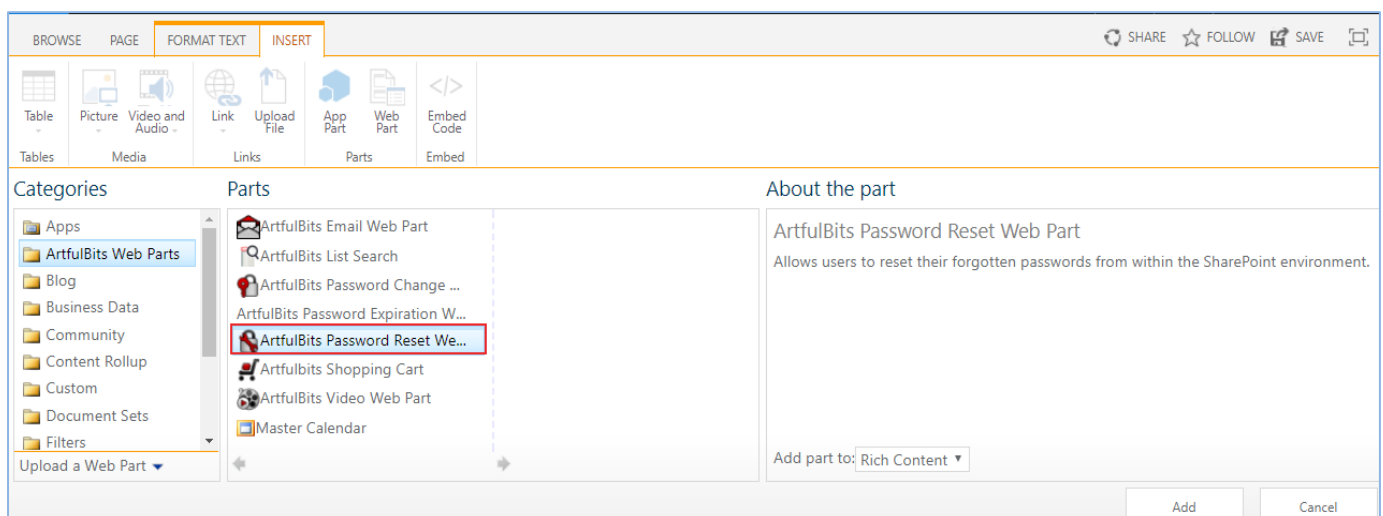 BROWSE PAGE FORMAT TEXT INSERT SHARE FOLLOW SAVE
Table Picture Video and Audio Link Upload File App Part Web Part Embed Code
Tables Media Links Parts Embed
Categories
Apps
ArtfulBits Web Parts
Blog
Business Data
Community
Content Rollup
Custom
Document Sets
Filters
Upload a Web Part
Parts
ArtfulBits Email Web Part
ArtfulBits List Search
ArtfulBits Password Change ...
ArtfulBits Password Expiration W...
ArtfulBits Password Reset We...
Artfulbits Shopping Cart
ArtfulBits Video Web Part
Master Calendar
About the part
ArtfulBits Password Reset Web Part
Allows users to reset their forgotten passwords from within the SharePoint environment.
Add part to: Rich Content
Add Cancel